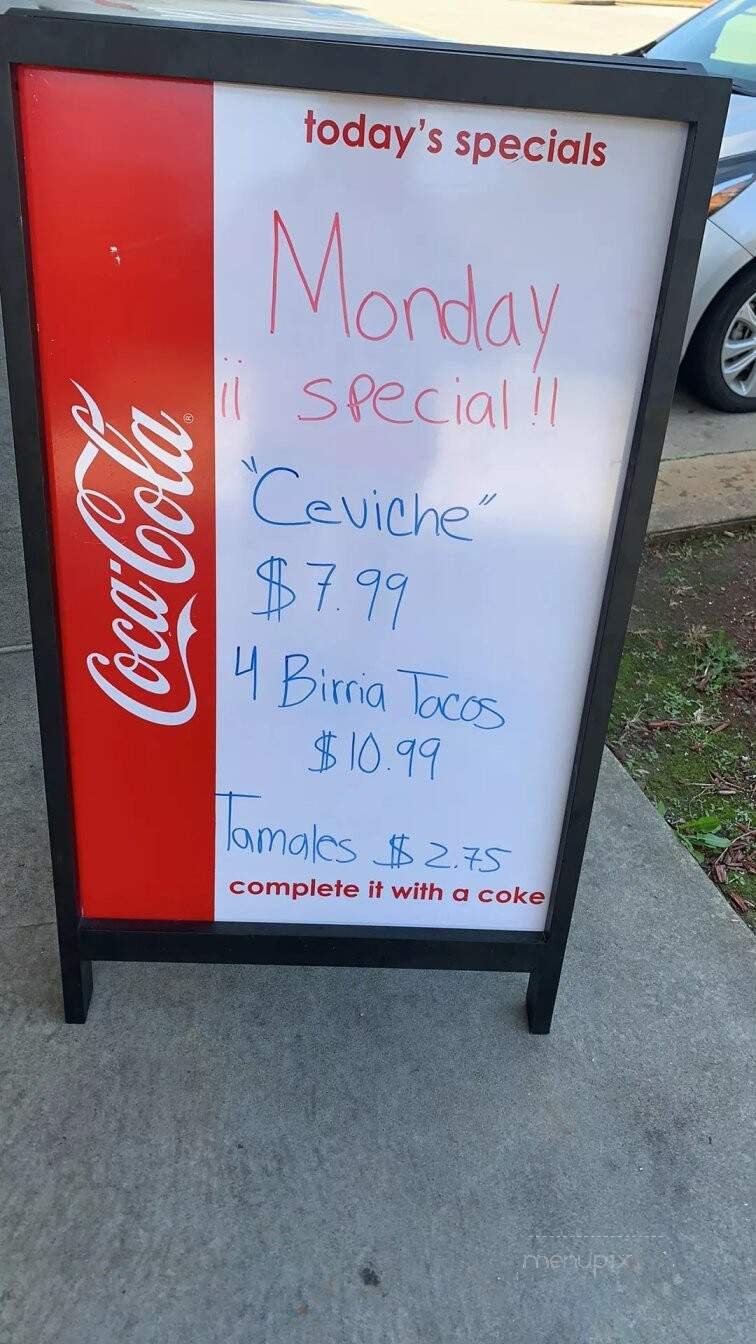 today's specials
Monday
¡¡ special !!
"Ceviche"
$7.99
4 Birria Tacos
$10.99
Tamales $2.75
complete it with a coke
Coca-Cola®
menupix